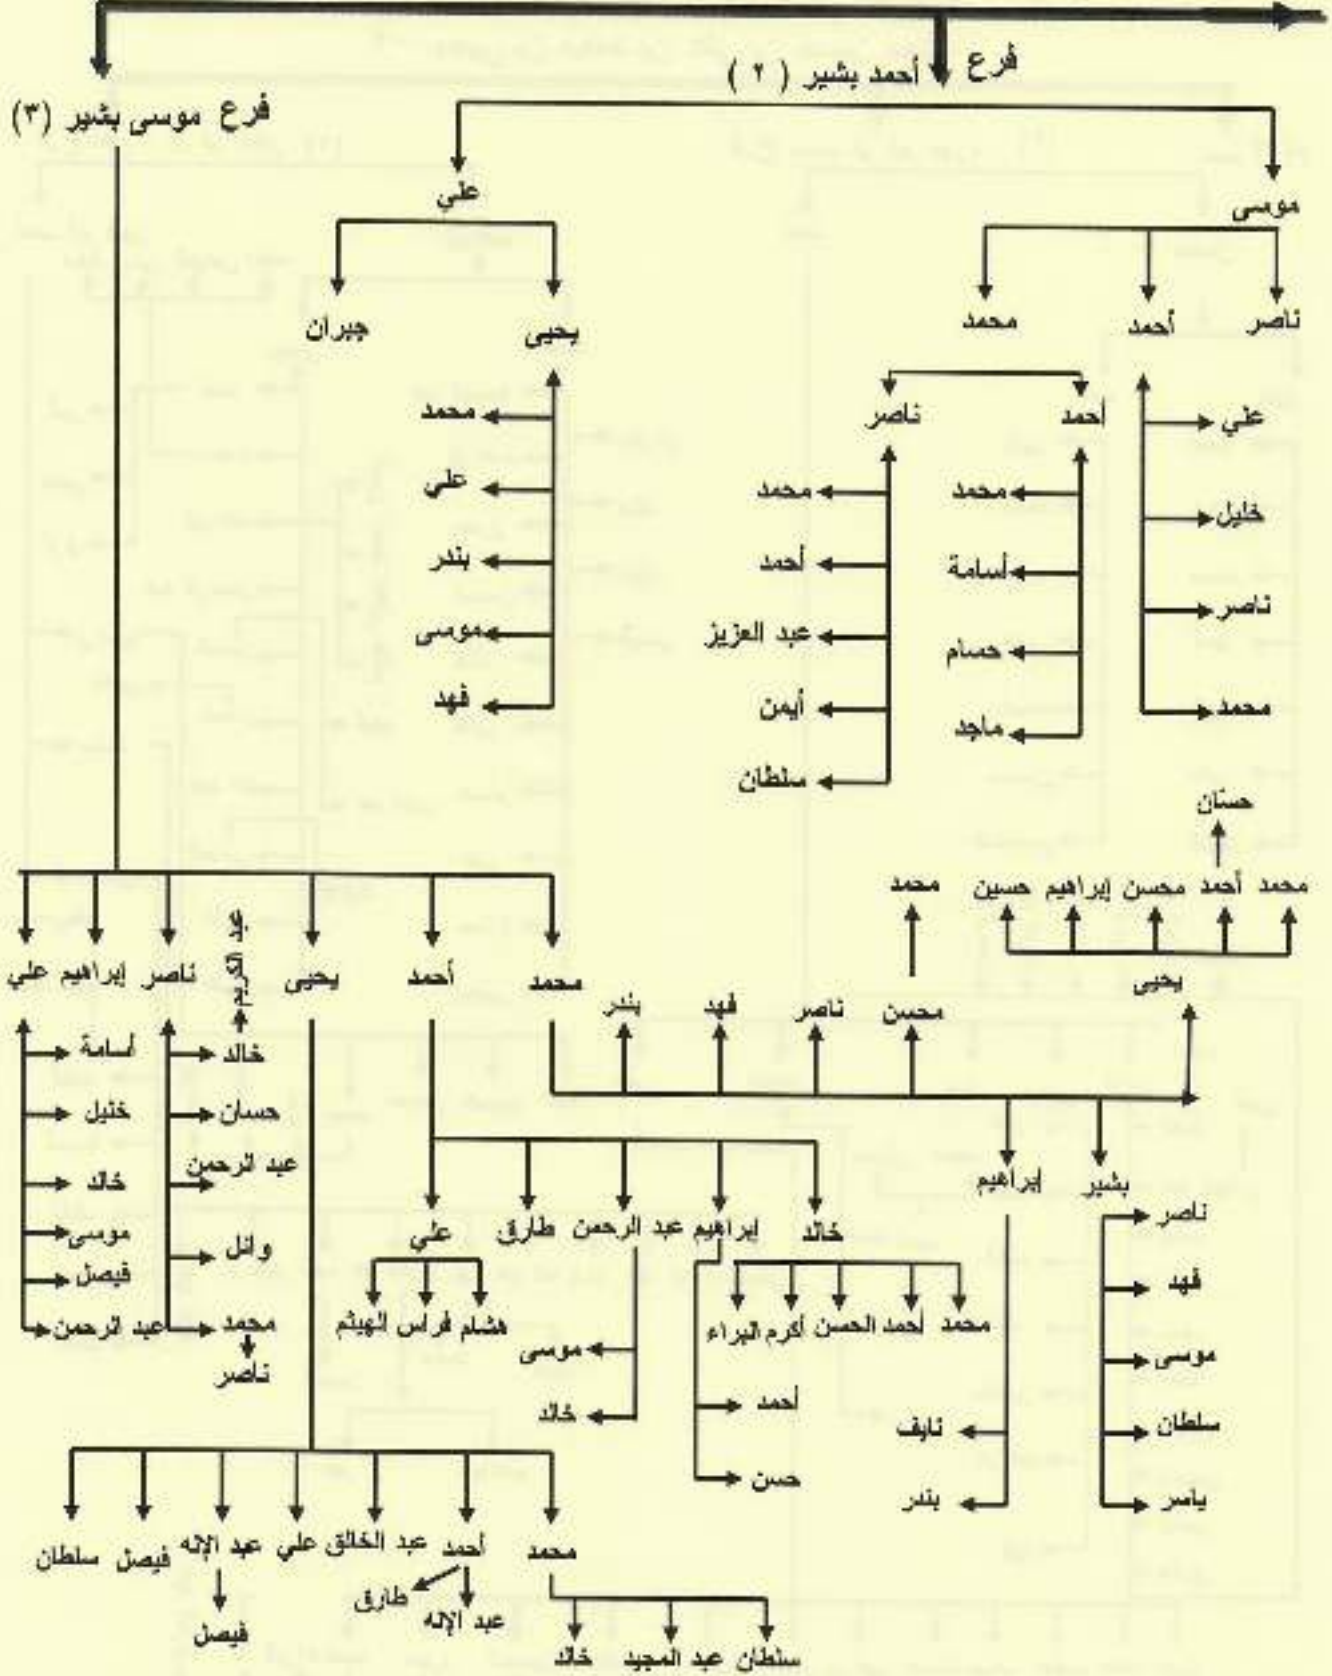 فرع أحمد بشير (٢)
فرع موسى بشير (٣)
موسى علي
ناصر أحمد محمد يحيى جبران
علي
خليل
ناصر
محمد
أحمد ناصر
محمد
أسامة
حسام
ماجد
محمد
أحمد
عبد العزيز
أيمن
سلطان
محمد
علي
بندر
موسى
فهد
حسّان
محمد أحمد محسن إبراهيم حسين
محمد
يحيى
محمد أحمد يحيى ناصر إبراهيم علي
عبد الكريم
محسن ناصر فهد بندر
بشير إبراهيم
ناصر
فهد
موسى
سلطان
ياسر
نايف
بندر
خالد إبراهيم عبد الرحمن طارق علي
محمد أحمد الحسن أكرم البراء
أحمد
حسن
موسى
خالد
هشام فراس الهيثم
خالد
حسان
عبد الرحمن
وائل
محمد
ناصر
أسامة
خليل
خالد
موسى
فيصل
عبد الرحمن
محمد أحمد عبد الخالق علي عبد الإله فيصل سلطان
طارق
عبد الإله
فيصل
سلطان عبد المجيد خالد